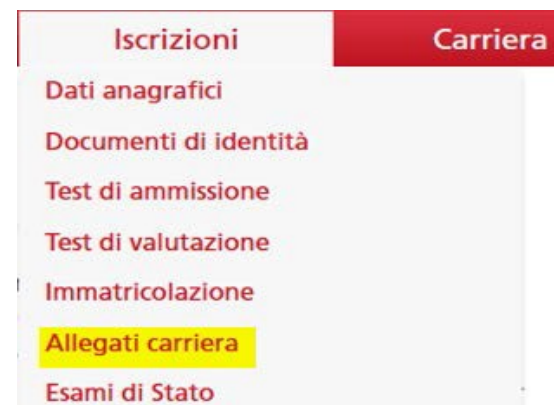 Iscrizioni Carriera
Dati anagrafici
Documenti di identità
Test di ammissione
Test di valutazione
Immatricolazione
Allegati carriera
Esami di Stato